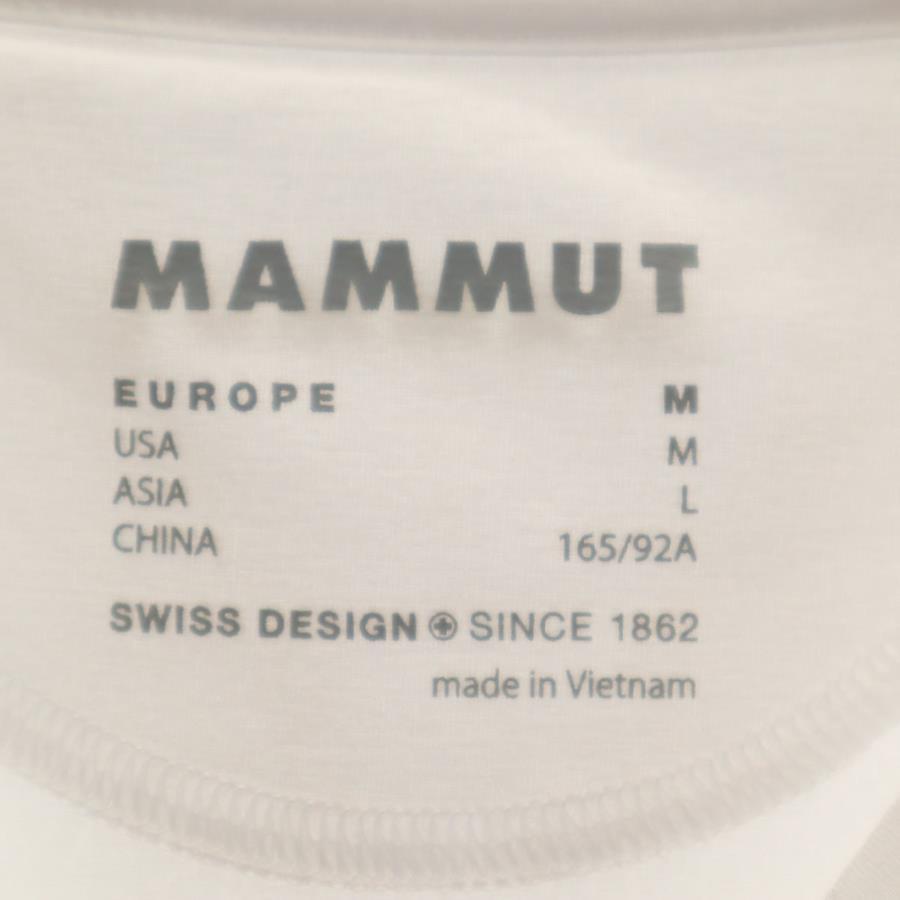 MAMMUT
EUROPE M
USA M
ASIA L
CHINA 165/92A
SWISS DESIGN SINCE 1862
made in Vietnam